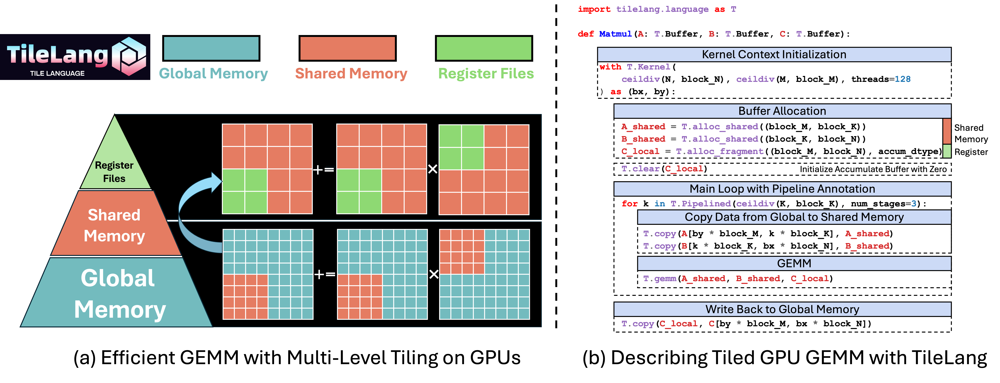 TileLang
TILE LANGUAGE
Global Memory
Shared Memory
Register Files
Register
Files
Shared
Memory
Global
Memory
+=
×
+=
×
(a) Efficient GEMM with Multi-Level Tiling on GPUs
import tilelang.language as T
def Matmul(A: T.Buffer, B: T.Buffer, C: T.Buffer):
Kernel Context Initialization
with T.Kernel(
ceildiv(N, block_N), ceildiv(M, block_M), threads=128
) as (bx, by):
Buffer Allocation
A_shared = T.alloc_shared((block_M, block_K))
B_shared = T.alloc_shared((block_K, block_N))
C_local = T.alloc_fragment((block_M, block_N), accum_dtype)
Shared
Memory
Register
T.clear(C_local) Initialize Accumulate Buffer with Zero
Main Loop with Pipeline Annotation
for k in T.Pipelined(ceildiv(K, block_K), num_stages=3):
Copy Data from Global to Shared Memory
T.copy(A[by * block_M, k * block_K], A_shared)
T.copy(B[k * block_K, bx * block_N], B_shared)
GEMM
T.gemm(A_shared, B_shared, C_local)
Write Back to Global Memory
T.copy(C_local, C[by * block_M, bx * block_N])
(b) Describing Tiled GPU GEMM with TileLang